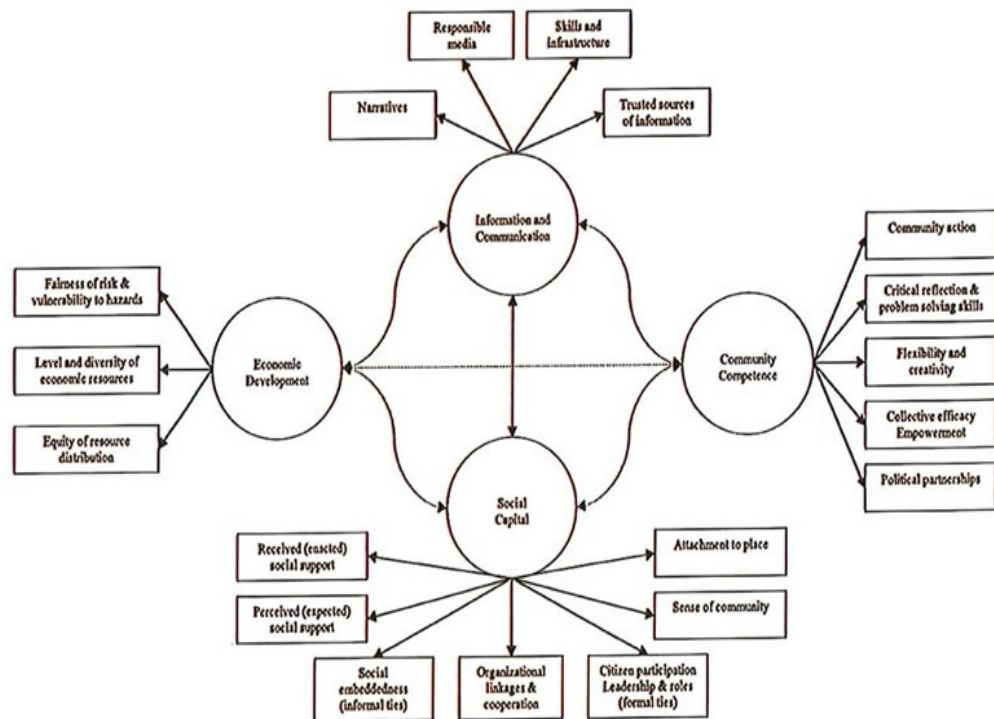 Responsible
media
Skills and
Infrastructure
Narratives
Trusted sources
of information
Information and
Communication
Community action
Critical reflection &
problem solving skills
Flexibility and
creativity
Collective efficacy
Empowerment
Political partnerships
Fairness of risk &
vulnerability to hazards
Level and diversity of
economic resources
Equity of resource
distribution
Economic
Development
Community
Competence
Social
Capital
Received (enacted)
social support
Perceived (expected)
social support
Social
embeddedness
(informal ties)
Organizational
linkages &
cooperation
Citizen participation
Leadership & roles
(formal ties)
Sense of community
Attachment to place